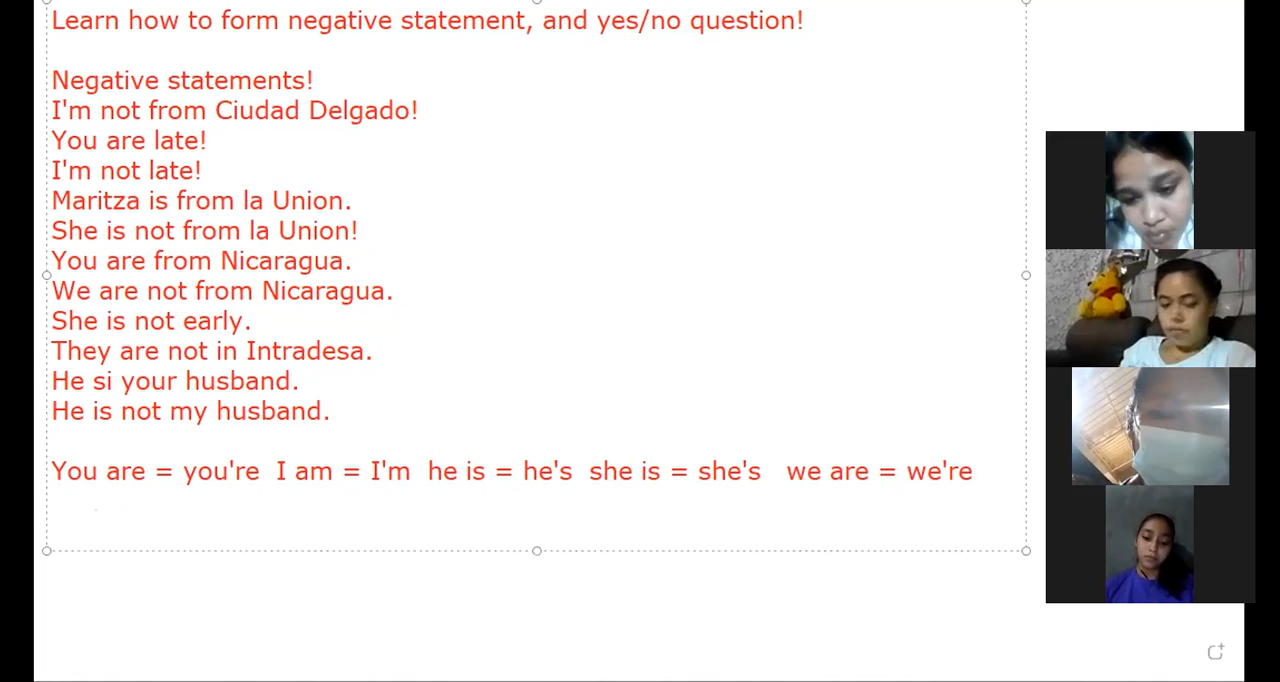 Learn how to form negative statement, and yes/no question!
Negative statements!
I'm not from Ciudad Delgado!
You are late!
I'm not late!
Maritza is from la Union.
She is not from la Union!
You are from Nicaragua.
We are not from Nicaragua.
She is not early.
They are not in Intradesa.
He si your husband.
He is not my husband.
You are = you're  I am = I'm  he is = he's  she is = she's   we are = we're